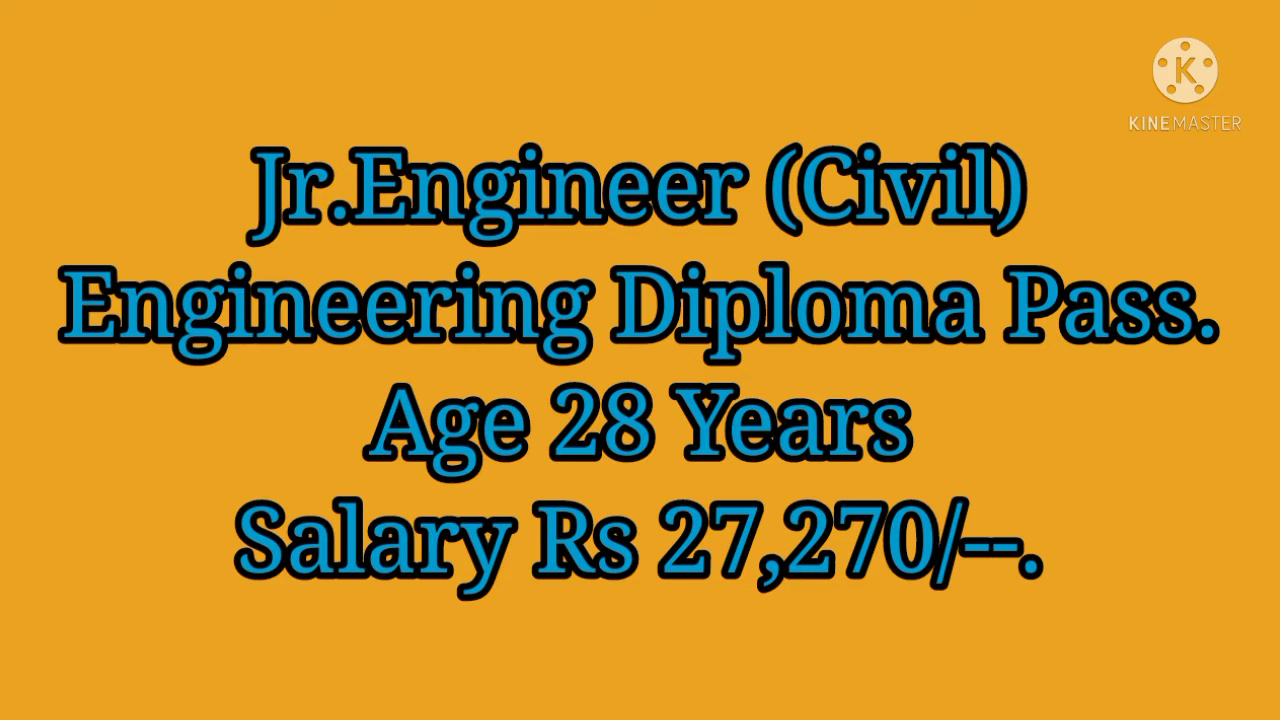 K
KINEMASTER
Jr.Engineer (Civil)
Engineering Diploma Pass.
Age 28 Years
Salary Rs 27,270/--.